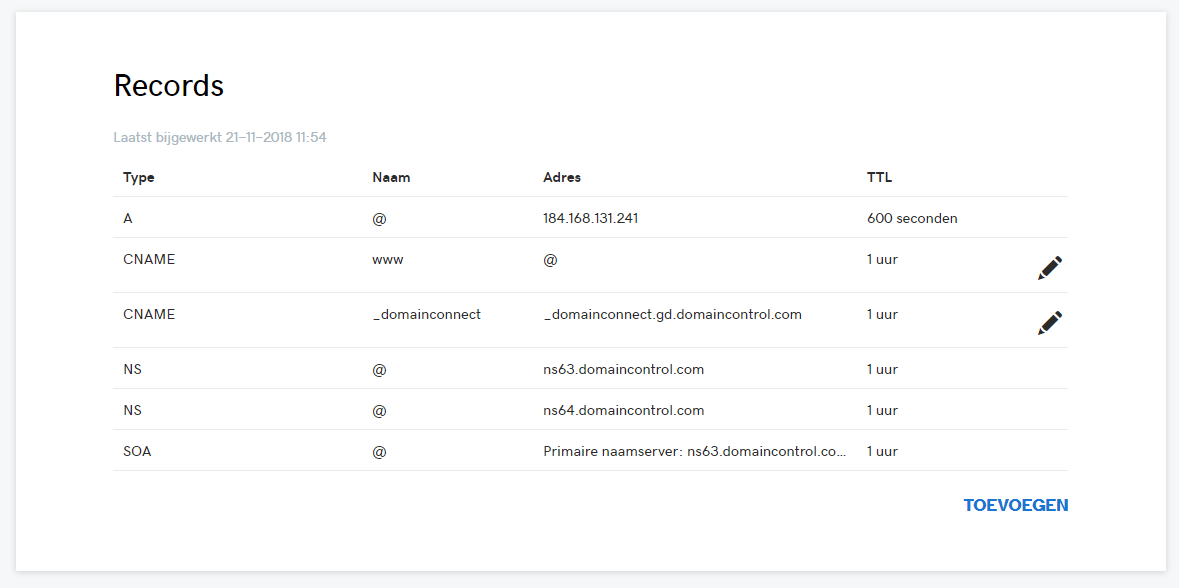 Records
Laatst bijgewerkt 21-11-2018 11:54
Type Naam Adres TTL
A @ 184.168.131.241 600 seconden
CNAME www @ 1 uur
CNAME _domainconnect _domainconnect.gd.domaincontrol.com 1 uur
NS @ ns63.domaincontrol.com 1 uur
NS @ ns64.domaincontrol.com 1 uur
SOA @ Primaire naamserver: ns63.domaincontrol.co... 1 uur
TOEVOEGEN